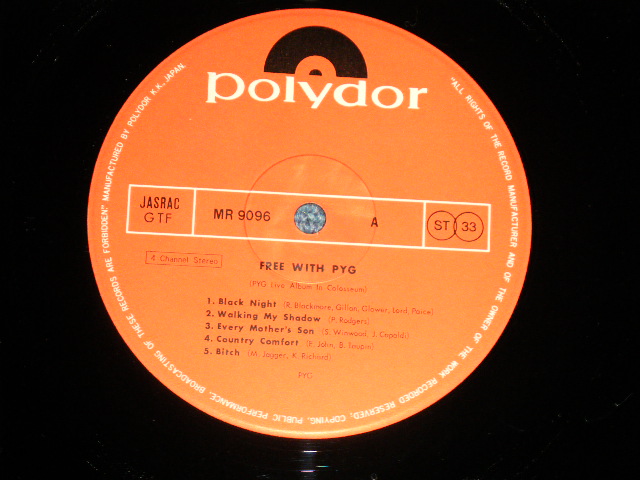 polydor
MANUFACTURED BY POLYDOR K.K., JAPAN.
"ALL RIGHTS OF THE RECORD MANUFACTURER AND OF THE OWNER OF THE WORK RECORDED RESERVED; COPYING, PUBLIC PERFORMANCE, BROADCASTING OF THESE RECORDS ARE FORBIDDEN."
JASRAC
GTF
MR 9096
A
ST 33
4 Channel Stereo
FREE WITH PYG
(PYG Live Album In Colosseum)
1. Black Night (R. Blackmore, Gillan, Glover, Lord, Paice)
2. Walking My Shadow (P. Rodgers)
3. Every Mother's Son (S. Winwood, J. Capaldi)
4. Country Comfort (E. John, B. Taupin)
5. Bitch (M. Jagger, K. Richard)
PYG